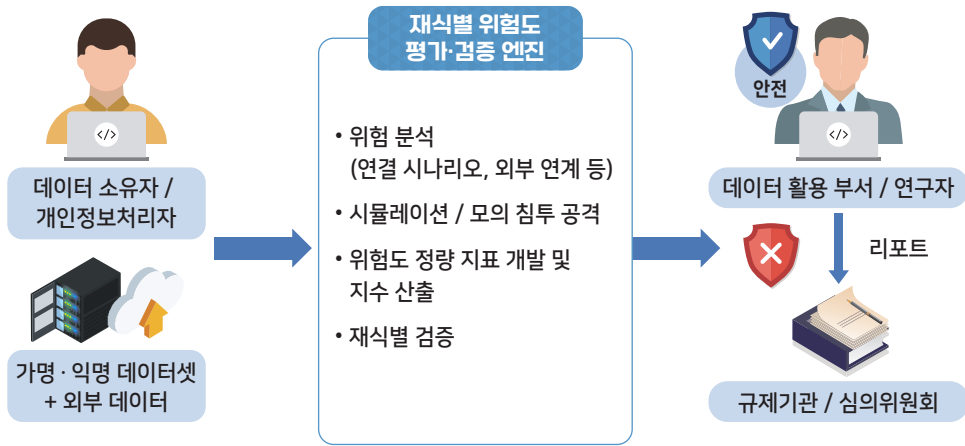 데이터 소유자 /
개인정보처리자
가명 · 익명 데이터셋
+ 외부 데이터
재식별 위험도
평가·검증 엔진
• 위험 분석
(연결 시나리오, 외부 연계 등)
• 시뮬레이션 / 모의 침투 공격
• 위험도 정량 지표 개발 및
지수 산출
• 재식별 검증
안전
데이터 활용 부서 / 연구자
리포트
규제기관 / 심의위원회